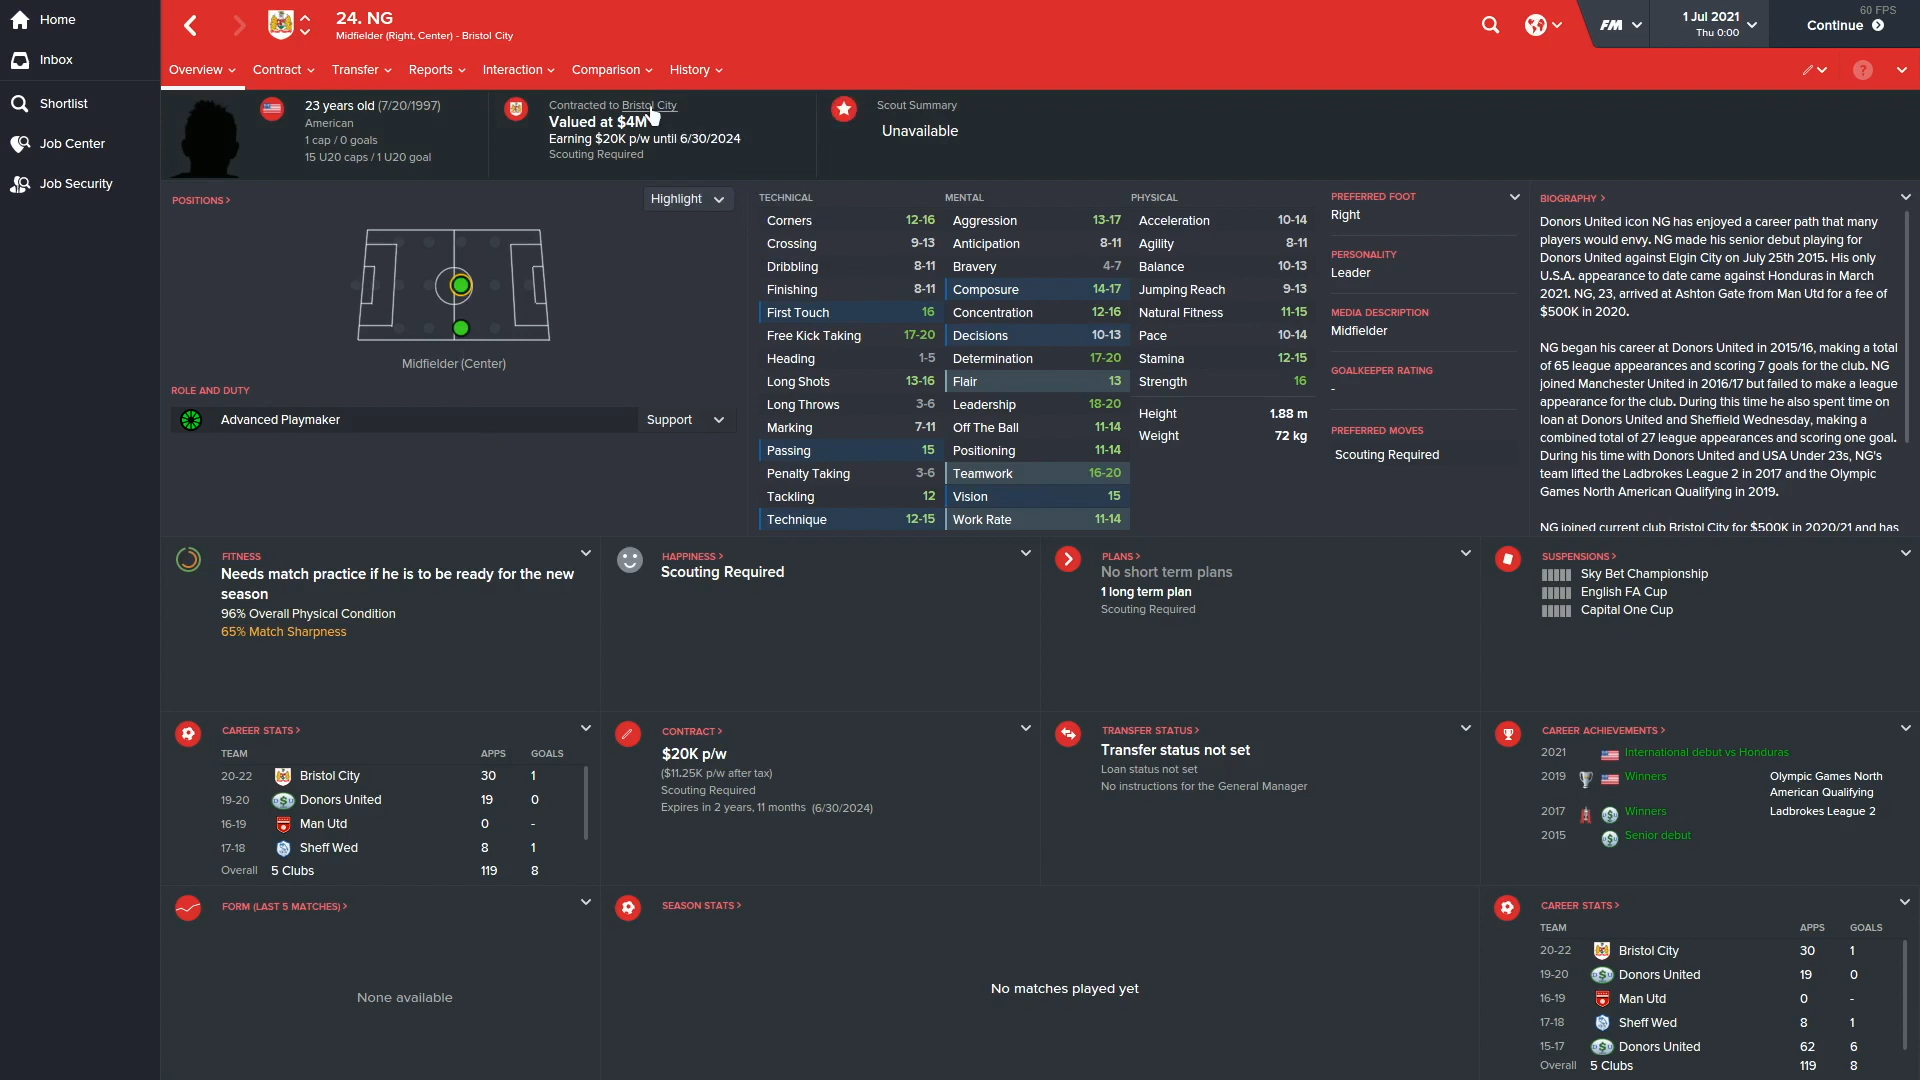 Home
Inbox
Shortlist
Job Center
Job Security
24. NG
Midfielder (Right, Center) - Bristol City
FM
1 Jul 2021
Thu 0:00
60 FPS
Continue
Overview
Contract
Transfer
Reports
Interaction
Comparison
History
?
23 years old (7/20/1997)
American
1 cap / 0 goals
15 U20 caps / 1 U20 goal
Contracted to Bristol City
Valued at $4M
Earning $20K p/w until 6/30/2024
Scouting Required
Scout Summary
Unavailable
POSITIONS >
Highlight
Midfielder (Center)
ROLE AND DUTY
Advanced Playmaker
Support
TECHNICAL
Corners 12-16
Crossing 9-13
Dribbling 8-11
Finishing 8-11
First Touch 16
Free Kick Taking 17-20
Heading 1-5
Long Shots 13-16
Long Throws 3-6
Marking 7-11
Passing 15
Penalty Taking 3-6
Tackling 12
Technique 12-15
MENTAL
Aggression 13-17
Anticipation 8-11
Bravery 4-7
Composure 14-17
Concentration 12-16
Decisions 10-13
Determination 17-20
Flair 13
Leadership 18-20
Off The Ball 11-14
Positioning 11-14
Teamwork 16-20
Vision 15
Work Rate 11-14
PHYSICAL
Acceleration 10-14
Agility 8-11
Balance 10-13
Jumping Reach 9-13
Natural Fitness 11-15
Pace 10-14
Stamina 12-15
Strength 16
Height 1.88 m
Weight 72 kg
PREFERRED FOOT
Right
PERSONALITY
Leader
MEDIA DESCRIPTION
Midfielder
GOALKEEPER RATING
-
PREFERRED MOVES
Scouting Required
BIOGRAPHY >
Donors United icon NG has enjoyed a career path that many
players would envy. NG made his senior debut playing for
Donors United against Elgin City on July 25th 2015. His only
U.S.A. appearance to date came against Honduras in March
2021. NG, 23, arrived at Ashton Gate from Man Utd for a fee of
$500K in 2020.
NG began his career at Donors United in 2015/16, making a total
of 65 league appearances and scoring 7 goals for the club. NG
joined Manchester United in 2016/17 but failed to make a league
appearance for the club. During this time he also spent time on
loan at Donors United and Sheffield Wednesday, making a
combined total of 27 league appearances and scoring one goal.
During his time with Donors United and USA Under 23s, NG's
team lifted the Ladbrokes League 2 in 2017 and the Olympic
Games North American Qualifying in 2019.
NG joined current club Bristol City for $500K in 2020/21 and has
FITNESS
Needs match practice if he is to be ready for the new
season
96% Overall Physical Condition
65% Match Sharpness
HAPPINESS >
Scouting Required
PLANS >
No short term plans
1 long term plan
Scouting Required
SUSPENSIONS >
Sky Bet Championship
English FA Cup
Capital One Cup
CAREER STATS >
TEAM APPS GOALS
20-22 Bristol City 30 1
19-20 Donors United 19 0
16-19 Man Utd 0 -
17-18 Sheff Wed 8 1
Overall 5 Clubs 119 8
CONTRACT >
$20K p/w
($11.25K p/w after tax)
Scouting Required
Expires in 2 years, 11 months (6/30/2024)
TRANSFER STATUS >
Transfer status not set
Loan status not set
No instructions for the General Manager
CAREER ACHIEVEMENTS >
2021 International debut vs Honduras
2019 Winners Olympic Games North
American Qualifying
2017 Winners Ladbrokes League 2
2015 Senior debut
FORM (LAST 5 MATCHES) >
None available
SEASON STATS >
No matches played yet
CAREER STATS >
TEAM APPS GOALS
20-22 Bristol City 30 1
19-20 Donors United 19 0
16-19 Man Utd 0 -
17-18 Sheff Wed 8 1
15-17 Donors United 62 6
Overall 5 Clubs 119 8